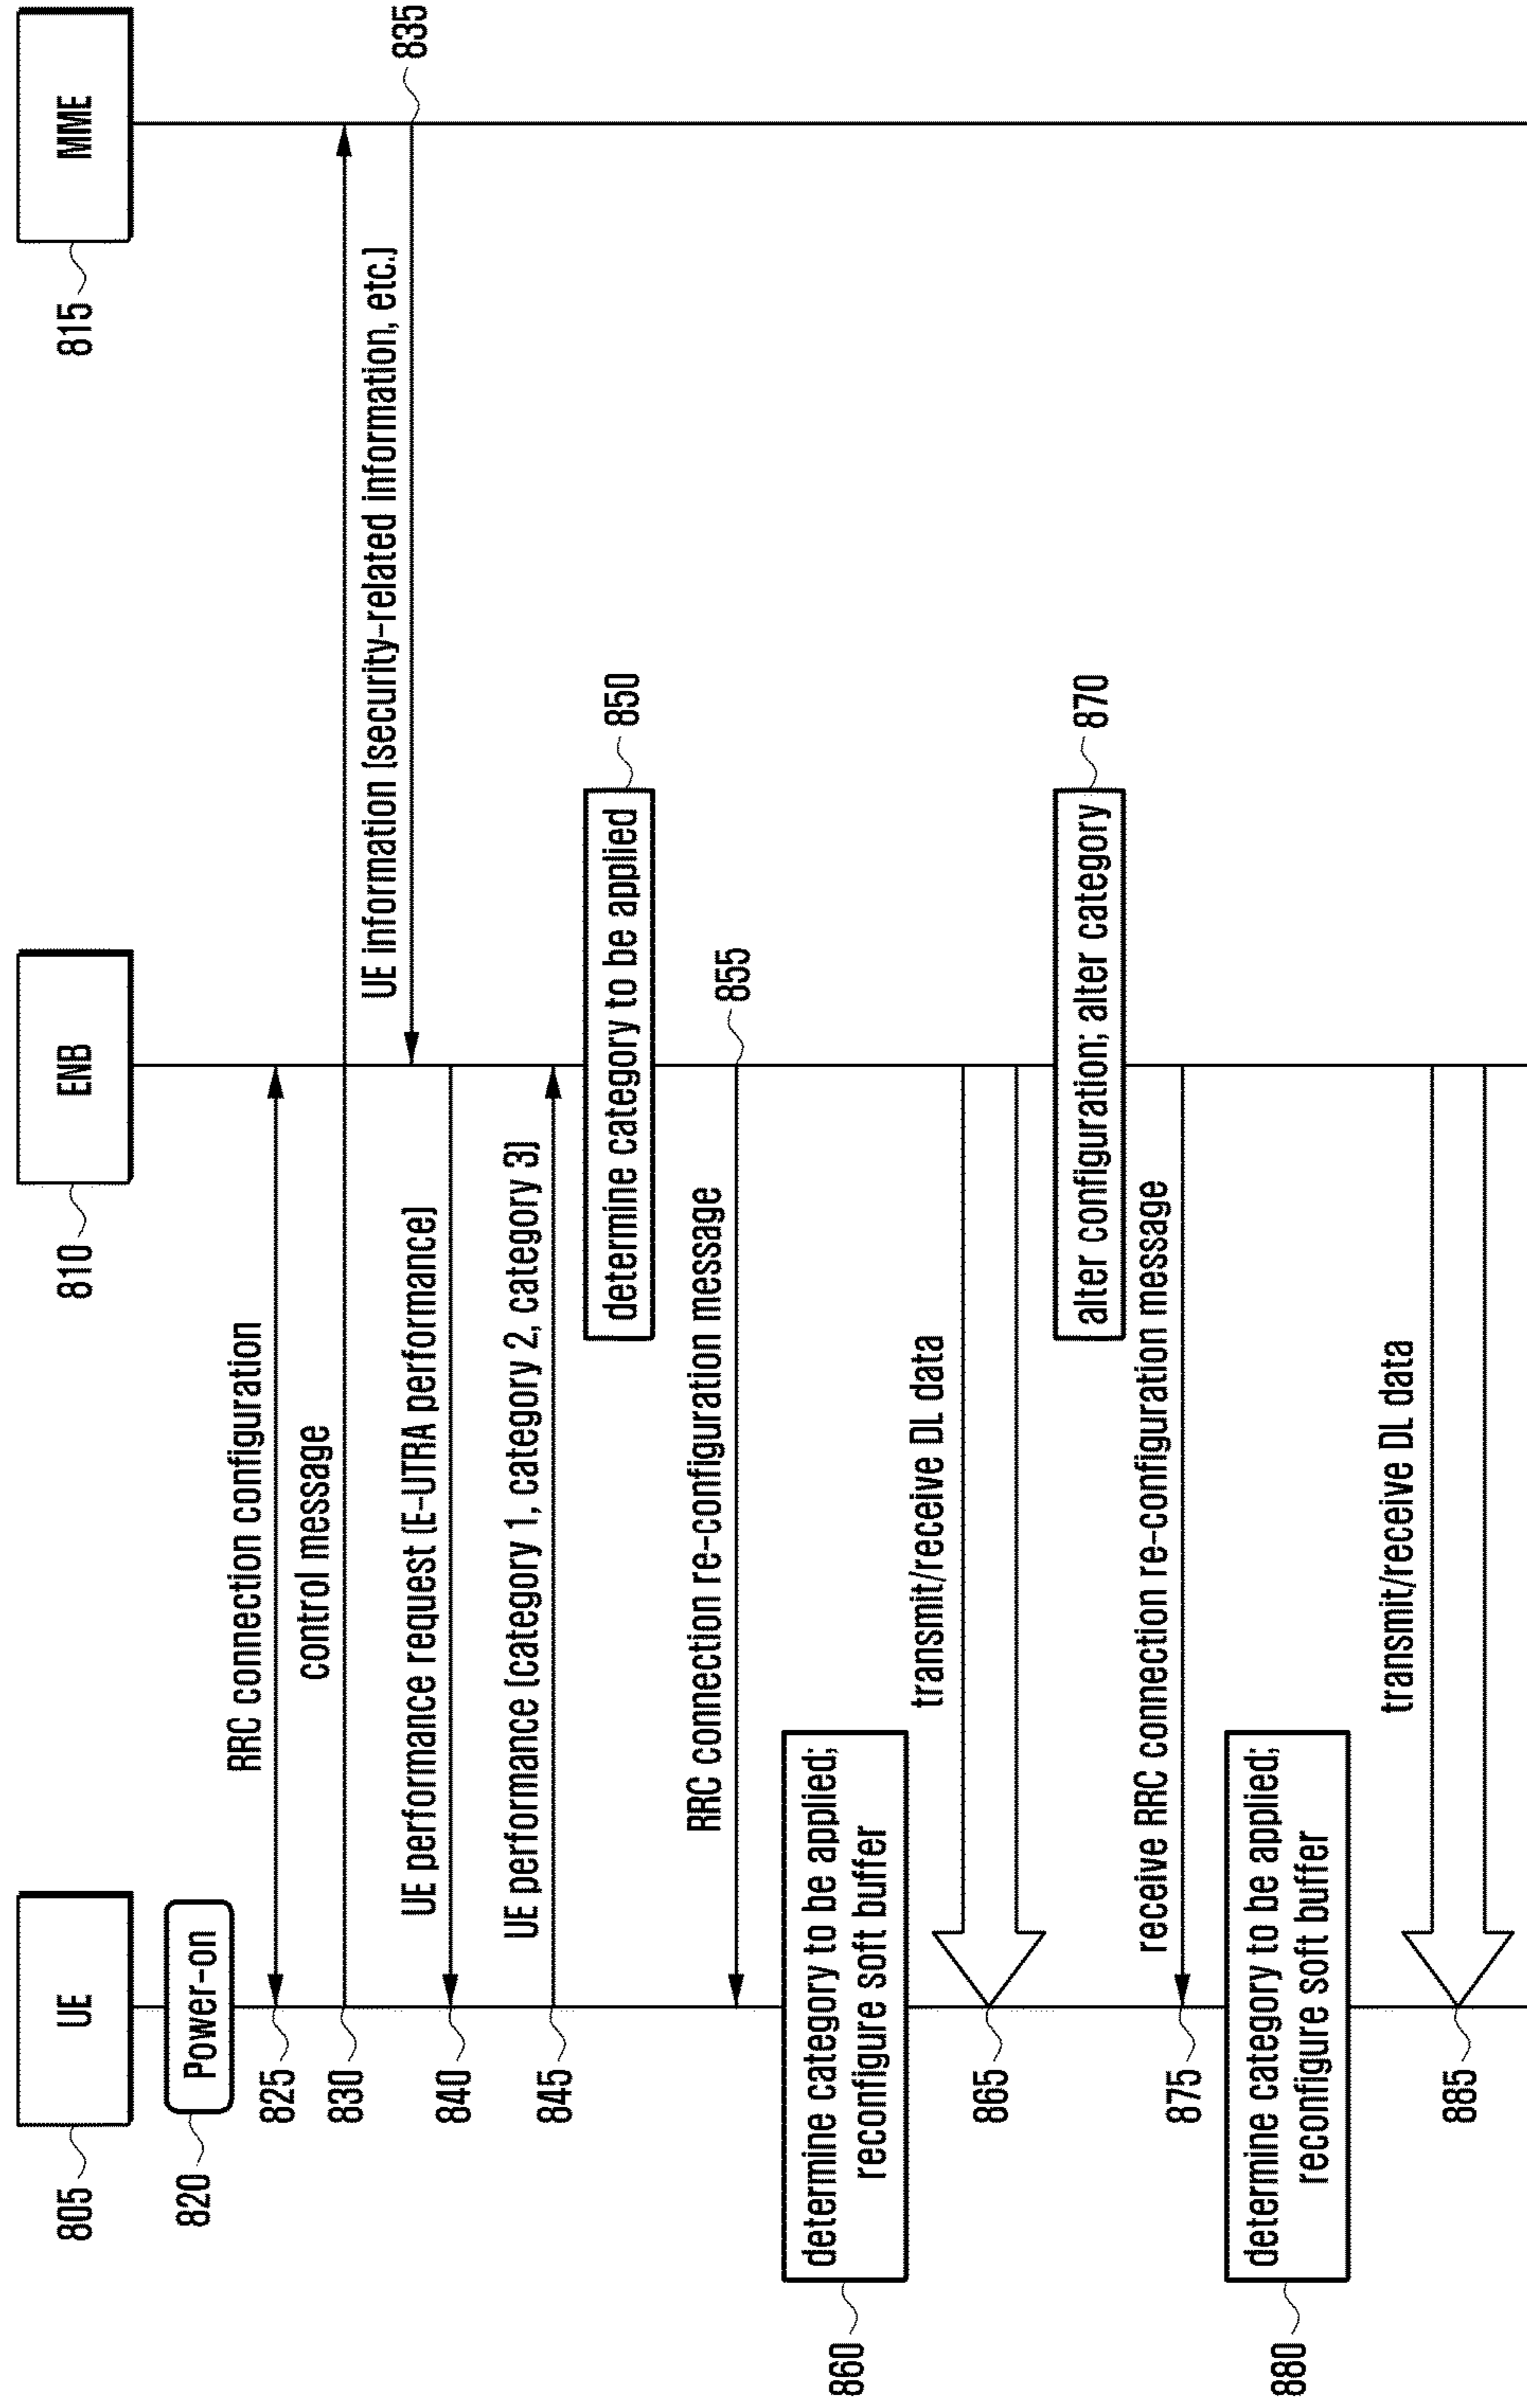 UE
ENB
MME
805
810
815
Power-on
820
RRC connection configuration
825
control message
830
UE information (security-related information, etc.)
835
UE performance request (E-UTRA performance)
840
UE performance (category 1, category 2, category 3)
845
determine category to be applied
850
RRC connection re-configuration message
855
determine category to be applied;
reconfigure soft buffer
860
transmit/receive DL data
865
alter configuration; alter category
870
receive RRC connection re-configuration message
875
determine category to be applied;
reconfigure soft buffer
880
transmit/receive DL data
885